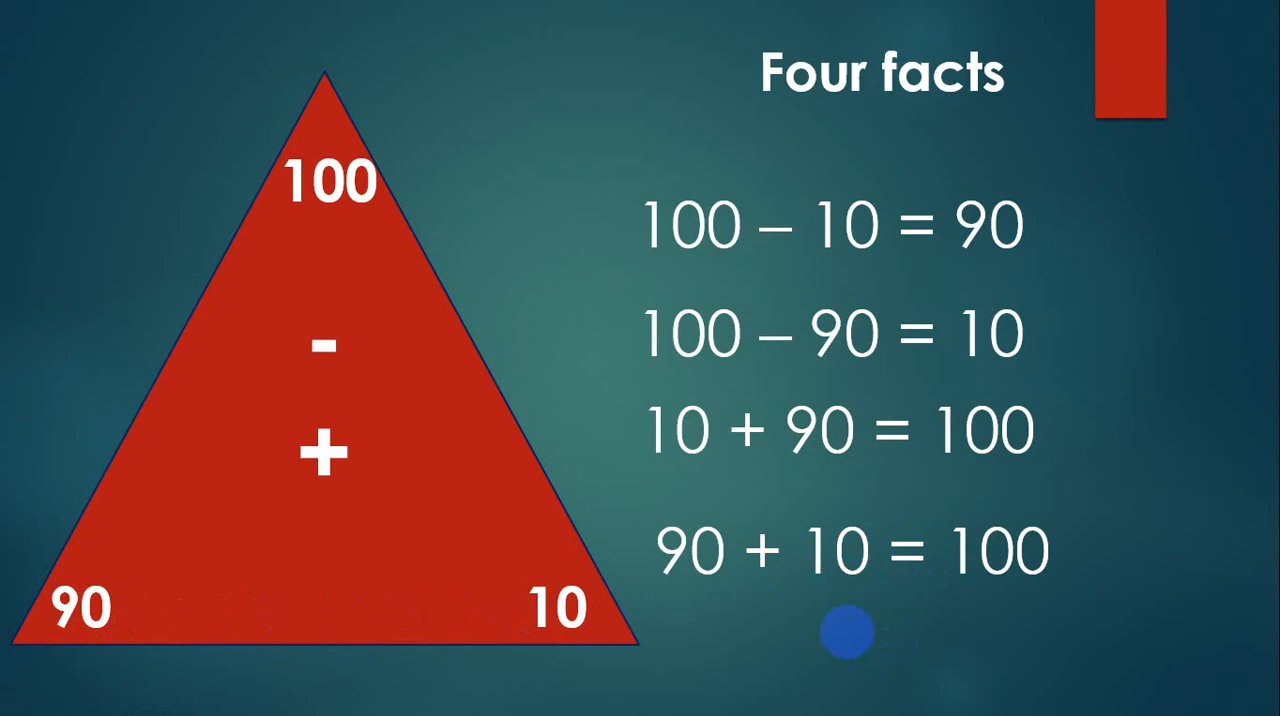 Four facts
100
-
+
90 10
100 – 10 = 90
100 – 90 = 10
10 + 90 = 100
90 + 10 = 100